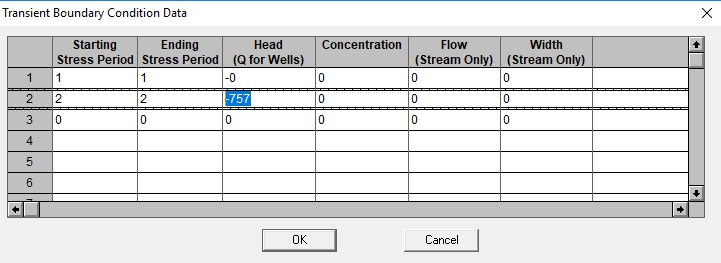 Transient Boundary Condition Data
Starting Ending Head Concentration Flow Width
Stress Period Stress Period (Q for Wells) (Stream Only) (Stream Only)
1 1 1 -0 0 0 0
2 2 2 -757 0 0 0
3 0 0 0 0 0 0
4
5
6
OK Cancel